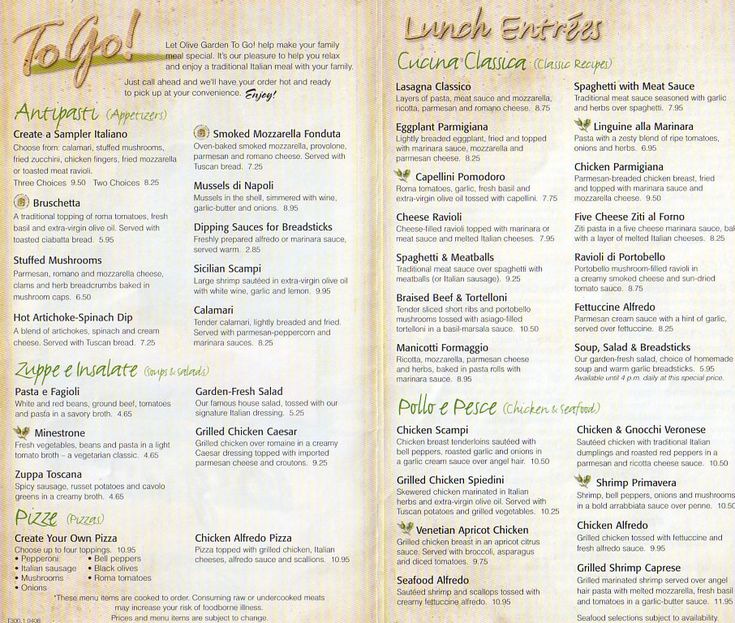 To Go!
Let Olive Garden To Go! help make your family
meal special. It's our pleasure to help you relax
and enjoy a traditional Italian meal with your family.
Just call ahead and we'll have your order hot and ready
to pick up at your convenience. Enjoy!
Antipasti (Appetizers)
Create a Sampler Italiano
Choose from: calamari, stuffed mushrooms,
fried zucchini, chicken fingers, fried mozzarella
or toasted meat ravioli.
Three Choices 9.50 Two Choices 8.25
Bruschetta
A traditional topping of roma tomatoes, fresh
basil and extra-virgin olive oil. Served with
toasted ciabatta bread. 5.95
Stuffed Mushrooms
Parmesan, romano and mozzarella cheese,
clams and herb breadcrumbs baked in
mushroom caps. 6.50
Hot Artichoke-Spinach Dip
A blend of artichokes, spinach and cream
cheese. Served with Tuscan bread. 7.25
Smoked Mozzarella Fonduta
Oven-baked smoked mozzarella, provolone,
parmesan and romano cheese. Served with
Tuscan bread. 7.25
Mussels di Napoli
Mussels in the shell, simmered with wine,
garlic-butter and onions. 8.95
Dipping Sauces for Breadsticks
Freshly prepared alfredo or marinara sauce,
served warm. 2.85
Sicilian Scampi
Large shrimp sautéed in extra-virgin olive oil
with white wine, garlic and lemon. 9.95
Calamari
Tender calamari, lightly breaded and fried.
Served with parmesan-peppercorn and
marinara sauces. 8.25
Zuppe e Insalate (Soups & Salads)
Pasta e Fagioli
White and red beans, ground beef, tomatoes
and pasta in a savory broth. 4.65
Minestrone
Fresh vegetables, beans and pasta in a light
tomato broth – a vegetarian classic. 4.65
Zuppa Toscana
Spicy sausage, russet potatoes and cavolo
greens in a creamy broth. 4.65
Garden-Fresh Salad
Our famous house salad, tossed with our
signature Italian dressing. 5.25
Grilled Chicken Caesar
Grilled chicken over romaine in a creamy
Caesar dressing topped with imported
parmesan cheese and croutons. 9.25
Pizze (Pizzas)
Create Your Own Pizza
Choose up to four toppings. 10.95
• Pepperoni • Bell peppers
• Italian sausage • Black olives
• Mushrooms • Roma tomatoes
• Onions
Chicken Alfredo Pizza
Pizza topped with grilled chicken, Italian
cheeses, alfredo sauce and scallions. 10.95
*These menu items are cooked to order. Consuming raw or undercooked meats
may increase your risk of foodborne illness.
Prices and menu items are subject to change.
T300.1 0406
Lunch Entrées
Cucina Classica (Classic Recipes)
Lasagna Classico
Layers of pasta, meat sauce and mozzarella,
ricotta, parmesan and romano cheese. 8.75
Eggplant Parmigiana
Lightly breaded eggplant, fried and topped
with marinara sauce, mozzarella and
parmesan cheese. 8.25
Capellini Pomodoro
Roma tomatoes, garlic, fresh basil and
extra-virgin olive oil tossed with capellini. 7.75
Cheese Ravioli
Cheese-filled ravioli topped with marinara or
meat sauce and melted Italian cheeses. 7.95
Spaghetti & Meatballs
Traditional meat sauce over spaghetti with
meatballs (or Italian sausage). 9.25
Braised Beef & Tortelloni
Tender sliced short ribs and portobello
mushrooms tossed with asiago-filled
tortelloni in a basil-marsala sauce. 10.50
Manicotti Formaggio
Ricotta, mozzarella, parmesan cheese
and herbs, baked in pasta rolls with
marinara sauce. 8.95
Spaghetti with Meat Sauce
Traditional meat sauce seasoned with garlic
and herbs over spaghetti. 7.95
Linguine alla Marinara
Pasta with a zesty blend of ripe tomatoes,
onions and herbs. 6.95
Chicken Parmigiana
Parmesan-breaded chicken breast, fried
and topped with marinara sauce and
mozzarella cheese. 9.50
Five Cheese Ziti al Forno
Ziti pasta in a five cheese marinara sauce, bak
with a layer of melted Italian cheeses. 8.25
Ravioli di Portobello
Portobello mushroom-filled ravioli in
a creamy smoked cheese and sun-dried
tomato sauce. 8.75
Fettuccine Alfredo
Parmesan cream sauce with a hint of garlic,
served over fettuccine. 8.25
Soup, Salad & Breadsticks
Our garden-fresh salad, choice of homemade
soup and warm garlic breadsticks. 5.95
Available until 4 p.m. daily at this special price.
Pollo e Pesce (Chicken & Seafood)
Chicken Scampi
Chicken breast tenderloins sautéed with
bell peppers, roasted garlic and onions in
a garlic cream sauce over angel hair. 10.50
Grilled Chicken Spiedini
Skewered chicken marinated in Italian
herbs and extra-virgin olive oil. Served with
Tuscan potatoes and grilled vegetables. 10.25
Venetian Apricot Chicken
Grilled chicken breast in an apricot citrus
sauce. Served with broccoli, asparagus
and diced tomatoes. 9.75
Seafood Alfredo
Sautéed shrimp and scallops tossed with
creamy fettuccine alfredo. 10.95
Chicken & Gnocchi Veronese
Sautéed chicken with traditional Italian
dumplings and roasted red peppers in a
parmesan and ricotta cheese sauce. 10.50
Shrimp Primavera
Shrimp, bell peppers, onions and mushrooms
in a bold arrabbiata sauce over penne. 10.50
Chicken Alfredo
Grilled chicken tossed with fettuccine and
fresh alfredo sauce. 9.95
Grilled Shrimp Caprese
Grilled marinated shrimp served over angel
hair pasta with melted mozzarella, fresh basil
and tomatoes in a garlic-butter sauce. 11.95
Seafood selections subject to availability.